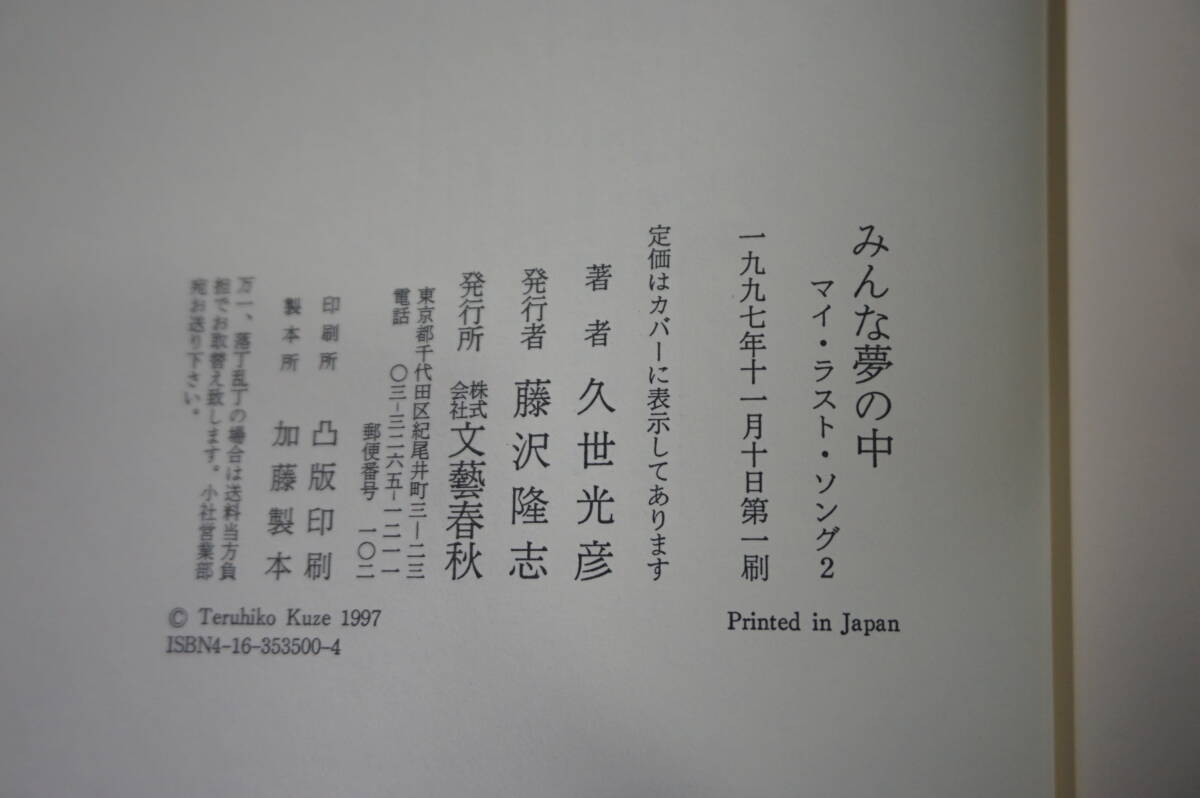 みんな夢の中
マイ・ラスト・ソング2
一九九七年十一月十日第一刷
定価はカバーに表示してあります
著者 久世光彦
発行者 藤沢隆志
発行所 株式会社文藝春秋
東京都千代田区紀尾井町三―二三
電話 〇三―三二六五―一二一一
郵便番号 一〇二
印刷所 凸版印刷
製本所 加藤製本
万一、落丁乱丁の場合は送料当方負
担でお取替え致します。小社営業部
宛お送り下さい。
© Teruhiko Kuze 1997
ISBN4-16-353500-4
Printed in Japan